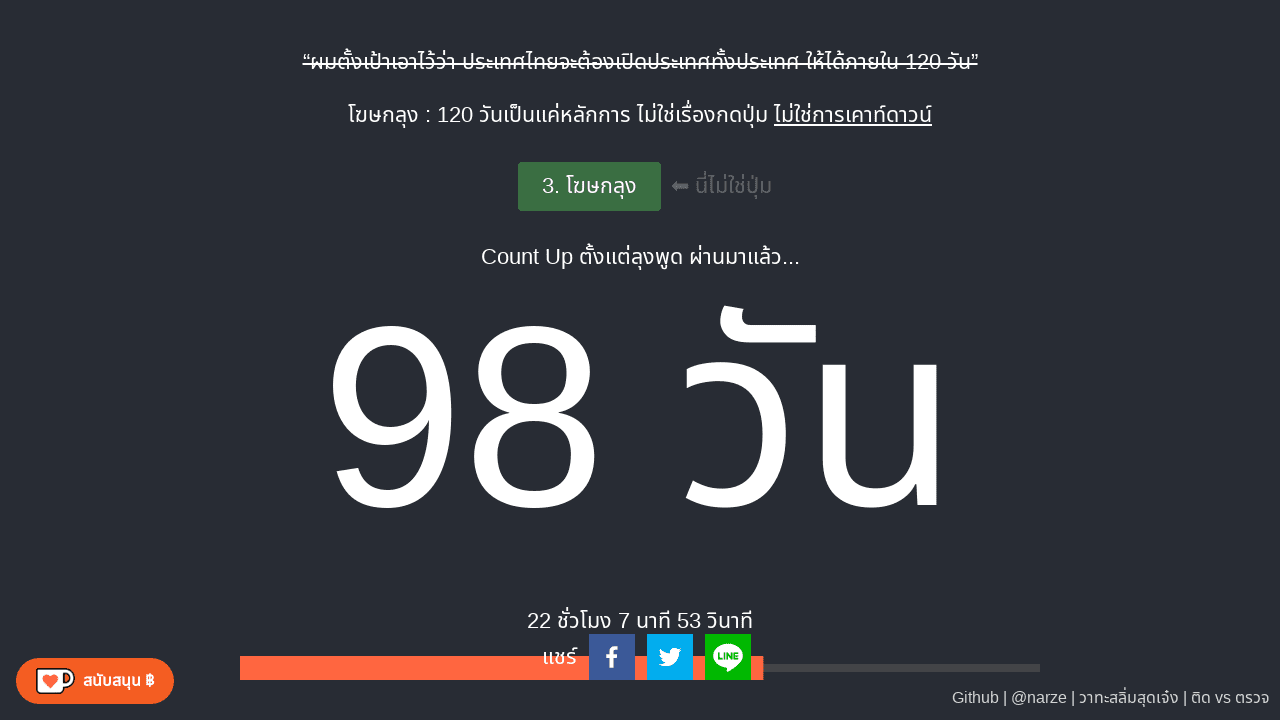 “ผมตั้งเป้าเอาไว้ว่า ประเทศไทยจะต้องเปิดประเทศทั้งประเทศ ให้ได้ภายใน 120 วัน”
โฆษกลุง : 120 วันเป็นแค่หลักการ ไม่ใช่เรื่องกดปุ่ม ไม่ใช่การเคาท์ดาวน์
3. โฆษกลุง ⬅ นี่ไม่ใช่ปุ่ม
Count Up ตั้งแต่ลุงพูด ผ่านมาแล้ว...
98 วัน
22 ชั่วโมง 7 นาที 53 วินาที
แชร์ LINE
สนับสนุน ฿
Github | @narze | วาทะสลิ่มสุดเจ๋ง | ติด vs ตรวจ